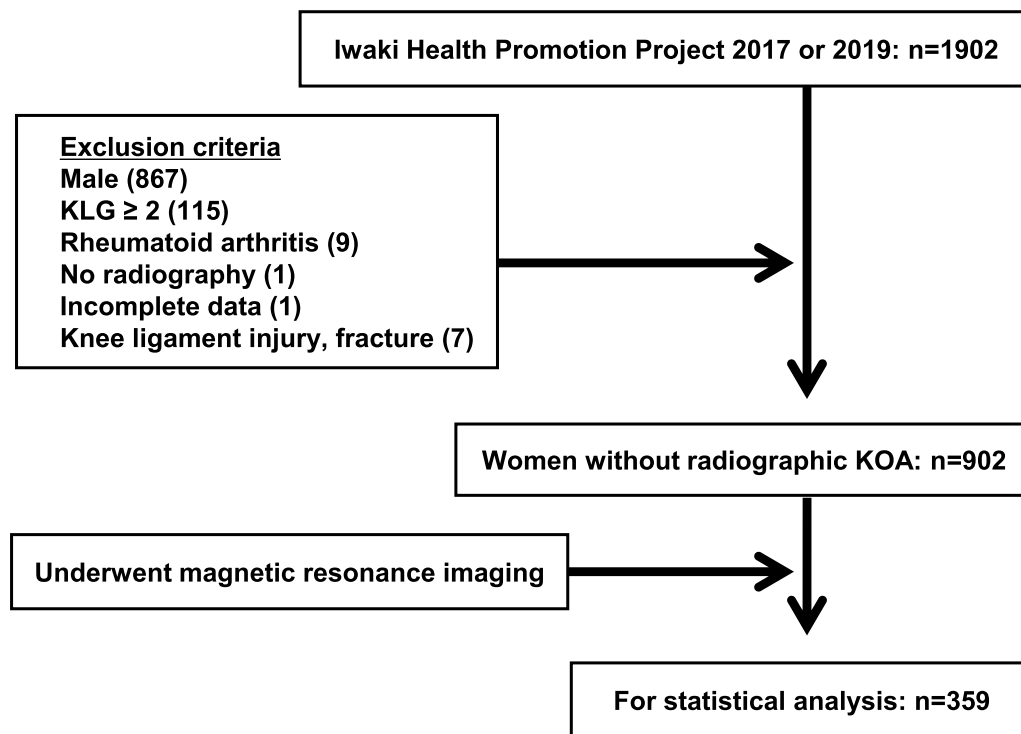 Iwaki Health Promotion Project 2017 or 2019: n=1902
Exclusion criteria
Male (867)
KLG ≥ 2 (115)
Rheumatoid arthritis (9)
No radiography (1)
Incomplete data (1)
Knee ligament injury, fracture (7)
Women without radiographic KOA: n=902
Underwent magnetic resonance imaging
For statistical analysis: n=359